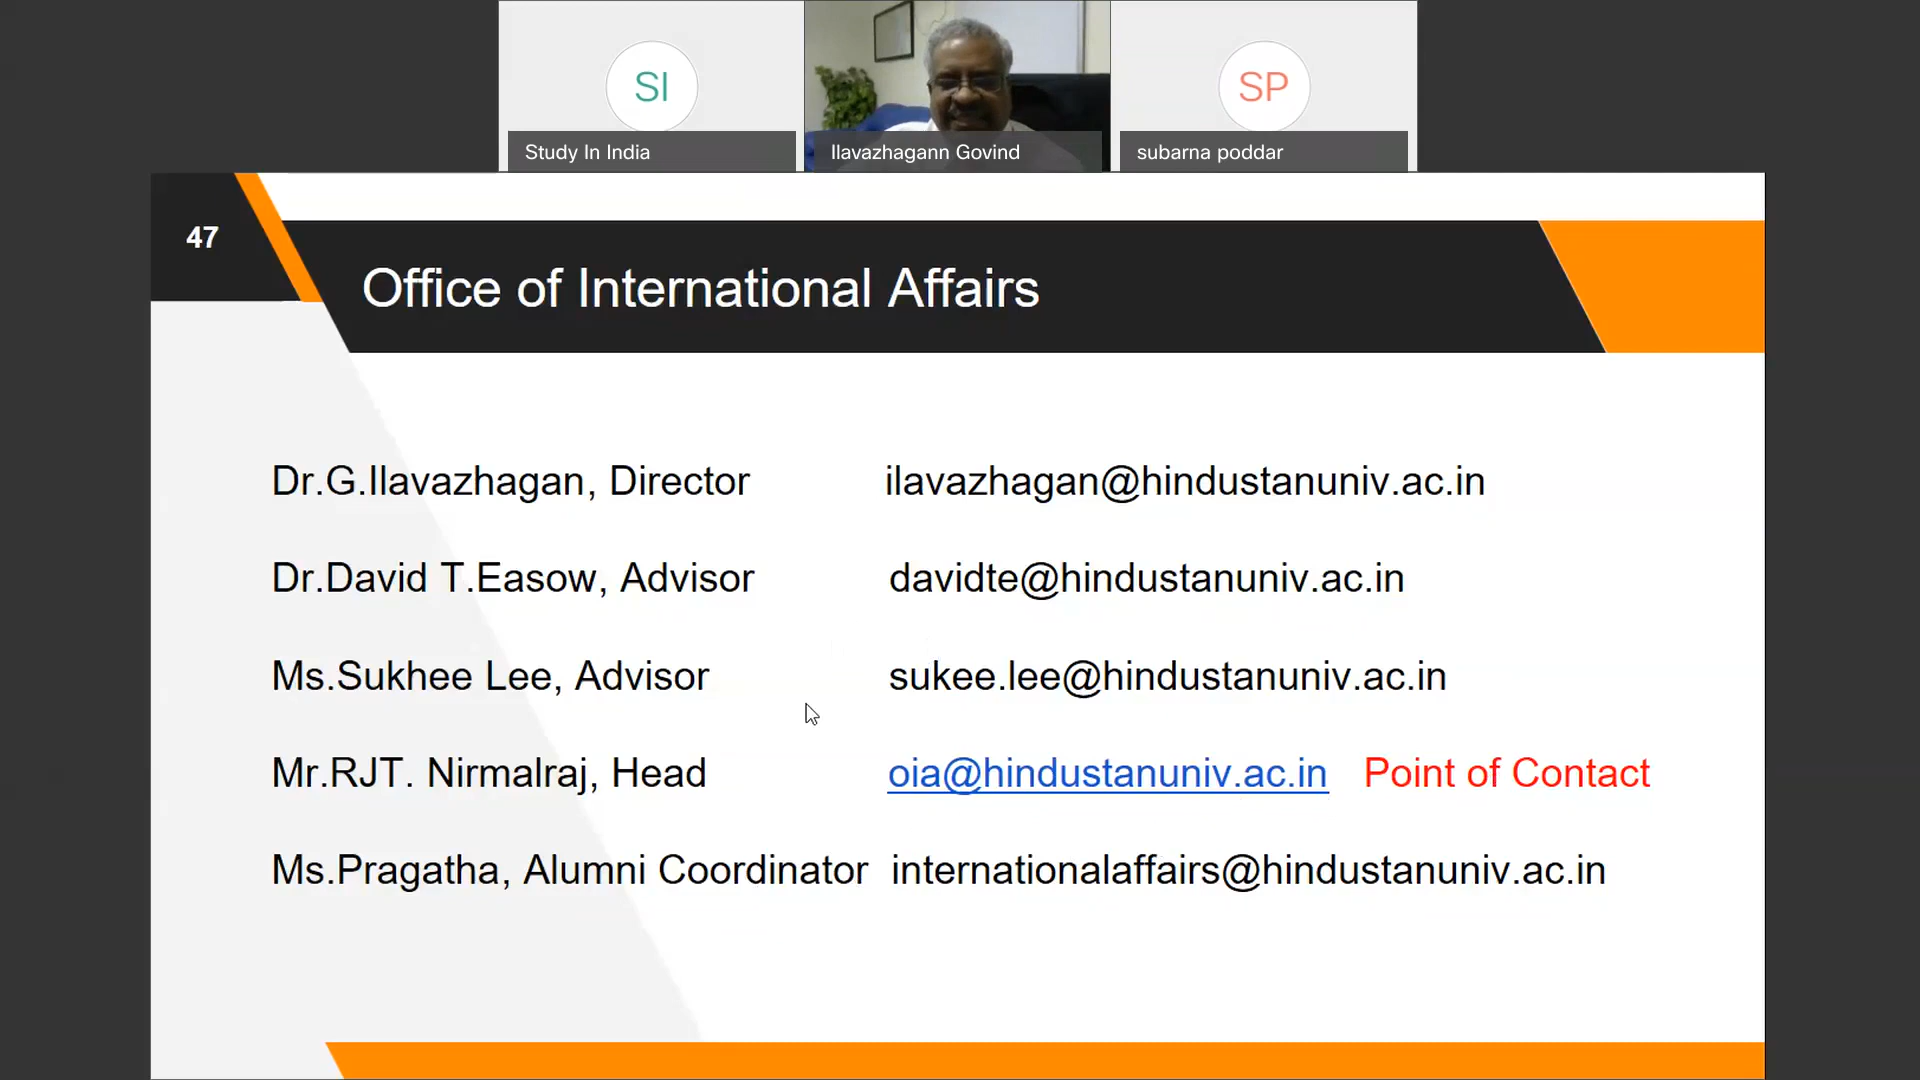 SI
SP
Study In India
Ilavazhagann Govind
subarna poddar
47
Office of International Affairs
Dr.G.Ilavazhagan, Director ilavazhagan@hindustanuniv.ac.in
Dr.David T.Easow, Advisor davidte@hindustanuniv.ac.in
Ms.Sukhee Lee, Advisor sukee.lee@hindustanuniv.ac.in
Mr.RJT. Nirmalraj, Head oia@hindustanuniv.ac.in Point of Contact
Ms.Pragatha, Alumni Coordinator internationalaffairs@hindustanuniv.ac.in